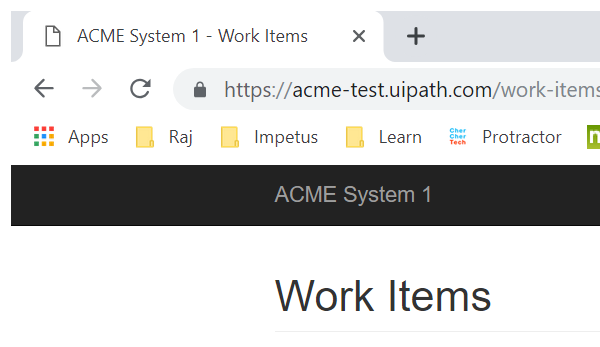 ACME System 1 - Work Items
https://acme-test.uipath.com/work-items
Apps Raj Impetus Learn Cher Cher Tech Protractor n
ACME System 1
Work Items